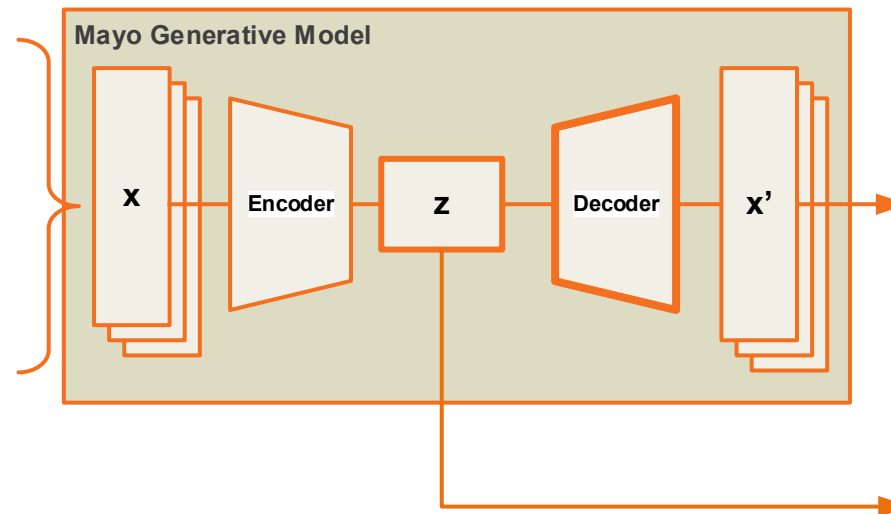 Mayo Generative Model
x
Encoder
z
Decoder
x’